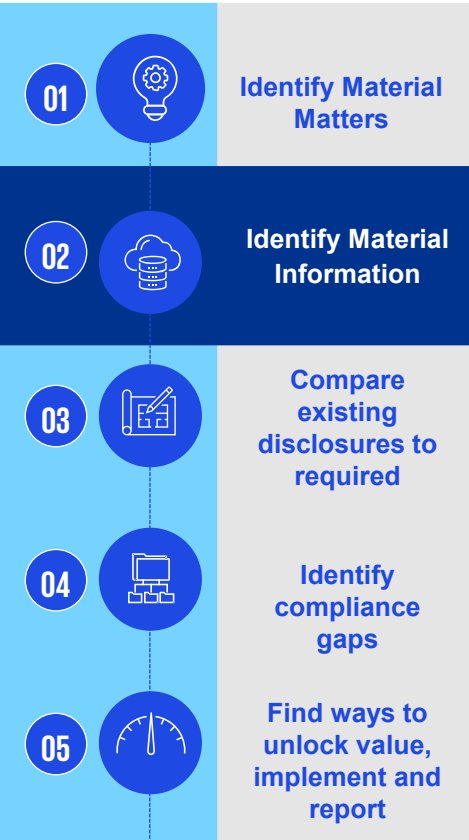 01
Identify Material
Matters
02
Identify Material
Information
03
Compare
existing
disclosures to
required
04
Identify
compliance
gaps
05
Find ways to
unlock value,
implement and
report